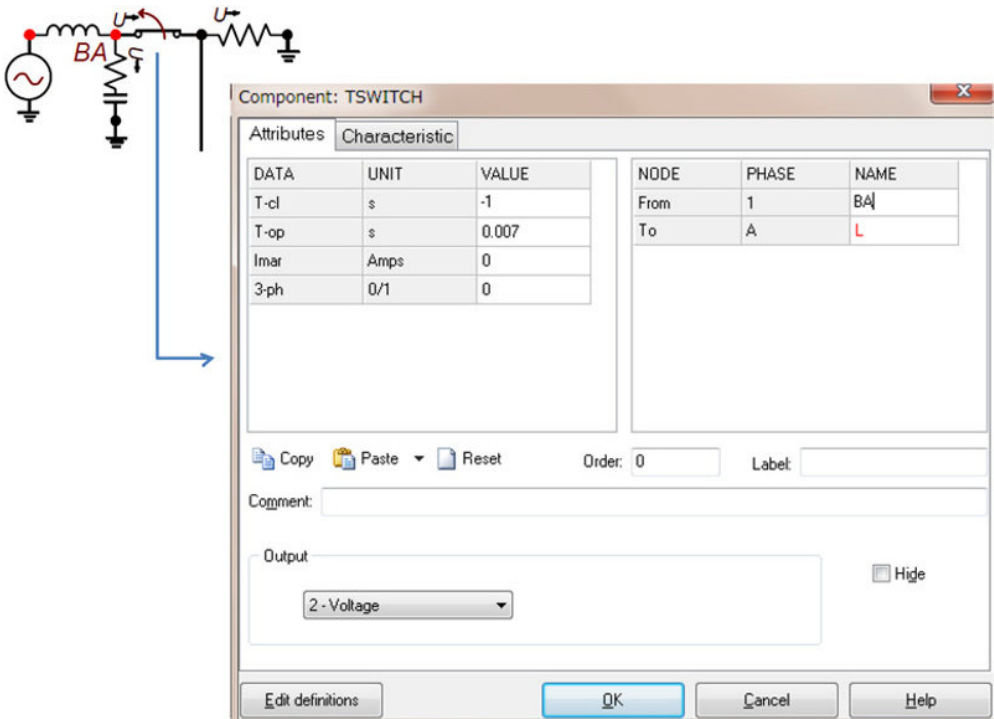 U
U
BA
U
Component: TSWITCH
x
Attributes Characteristic
DATA UNIT VALUE
T-cl s -1
T-op s 0.007
Imar Amps 0
3-ph 0/1 0
NODE PHASE NAME
From 1 BA
To A L
Copy Paste Reset Order: 0 Label:
Comment:
Output
2 - Voltage
Hide
Edit definitions OK Cancel Help